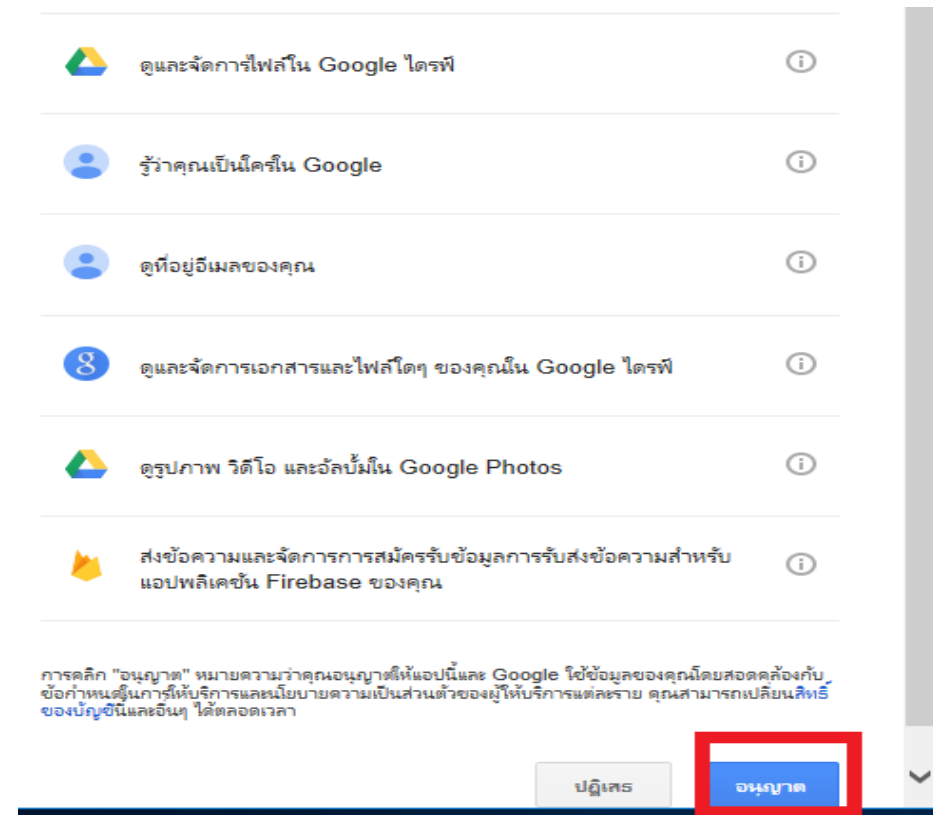 ดูและจัดการไฟล์ใน Google ไดรฟ์
รู้ว่าคุณเป็นใครใน Google
ดูที่อยู่อีเมลของคุณ
8
ดูและจัดการเอกสารและไฟล์ใดๆ ของคุณใน Google ไดรฟ์
ดูรูปภาพ วิดีโอ และอัลบั้มใน Google Photos
ส่งข้อความและจัดการการสมัครรับข้อมูลการรับส่งข้อความสำหรับ
แอปพลิเคชัน Firebase ของคุณ
การคลิก "อนุญาต" หมายความว่าคุณอนุญาตให้แอปนี้และ Google ใช้ข้อมูลของคุณโดยสอดคล้องกับ
ข้อกำหนดในการให้บริการและนโยบายความเป็นส่วนตัวของผู้ให้บริการแต่ละราย คุณสามารถเปลี่ยนสิทธิ์
ของบัญชีนี้และอื่นๆ ได้ตลอดเวลา
ปฏิเสธ
อนุญาต